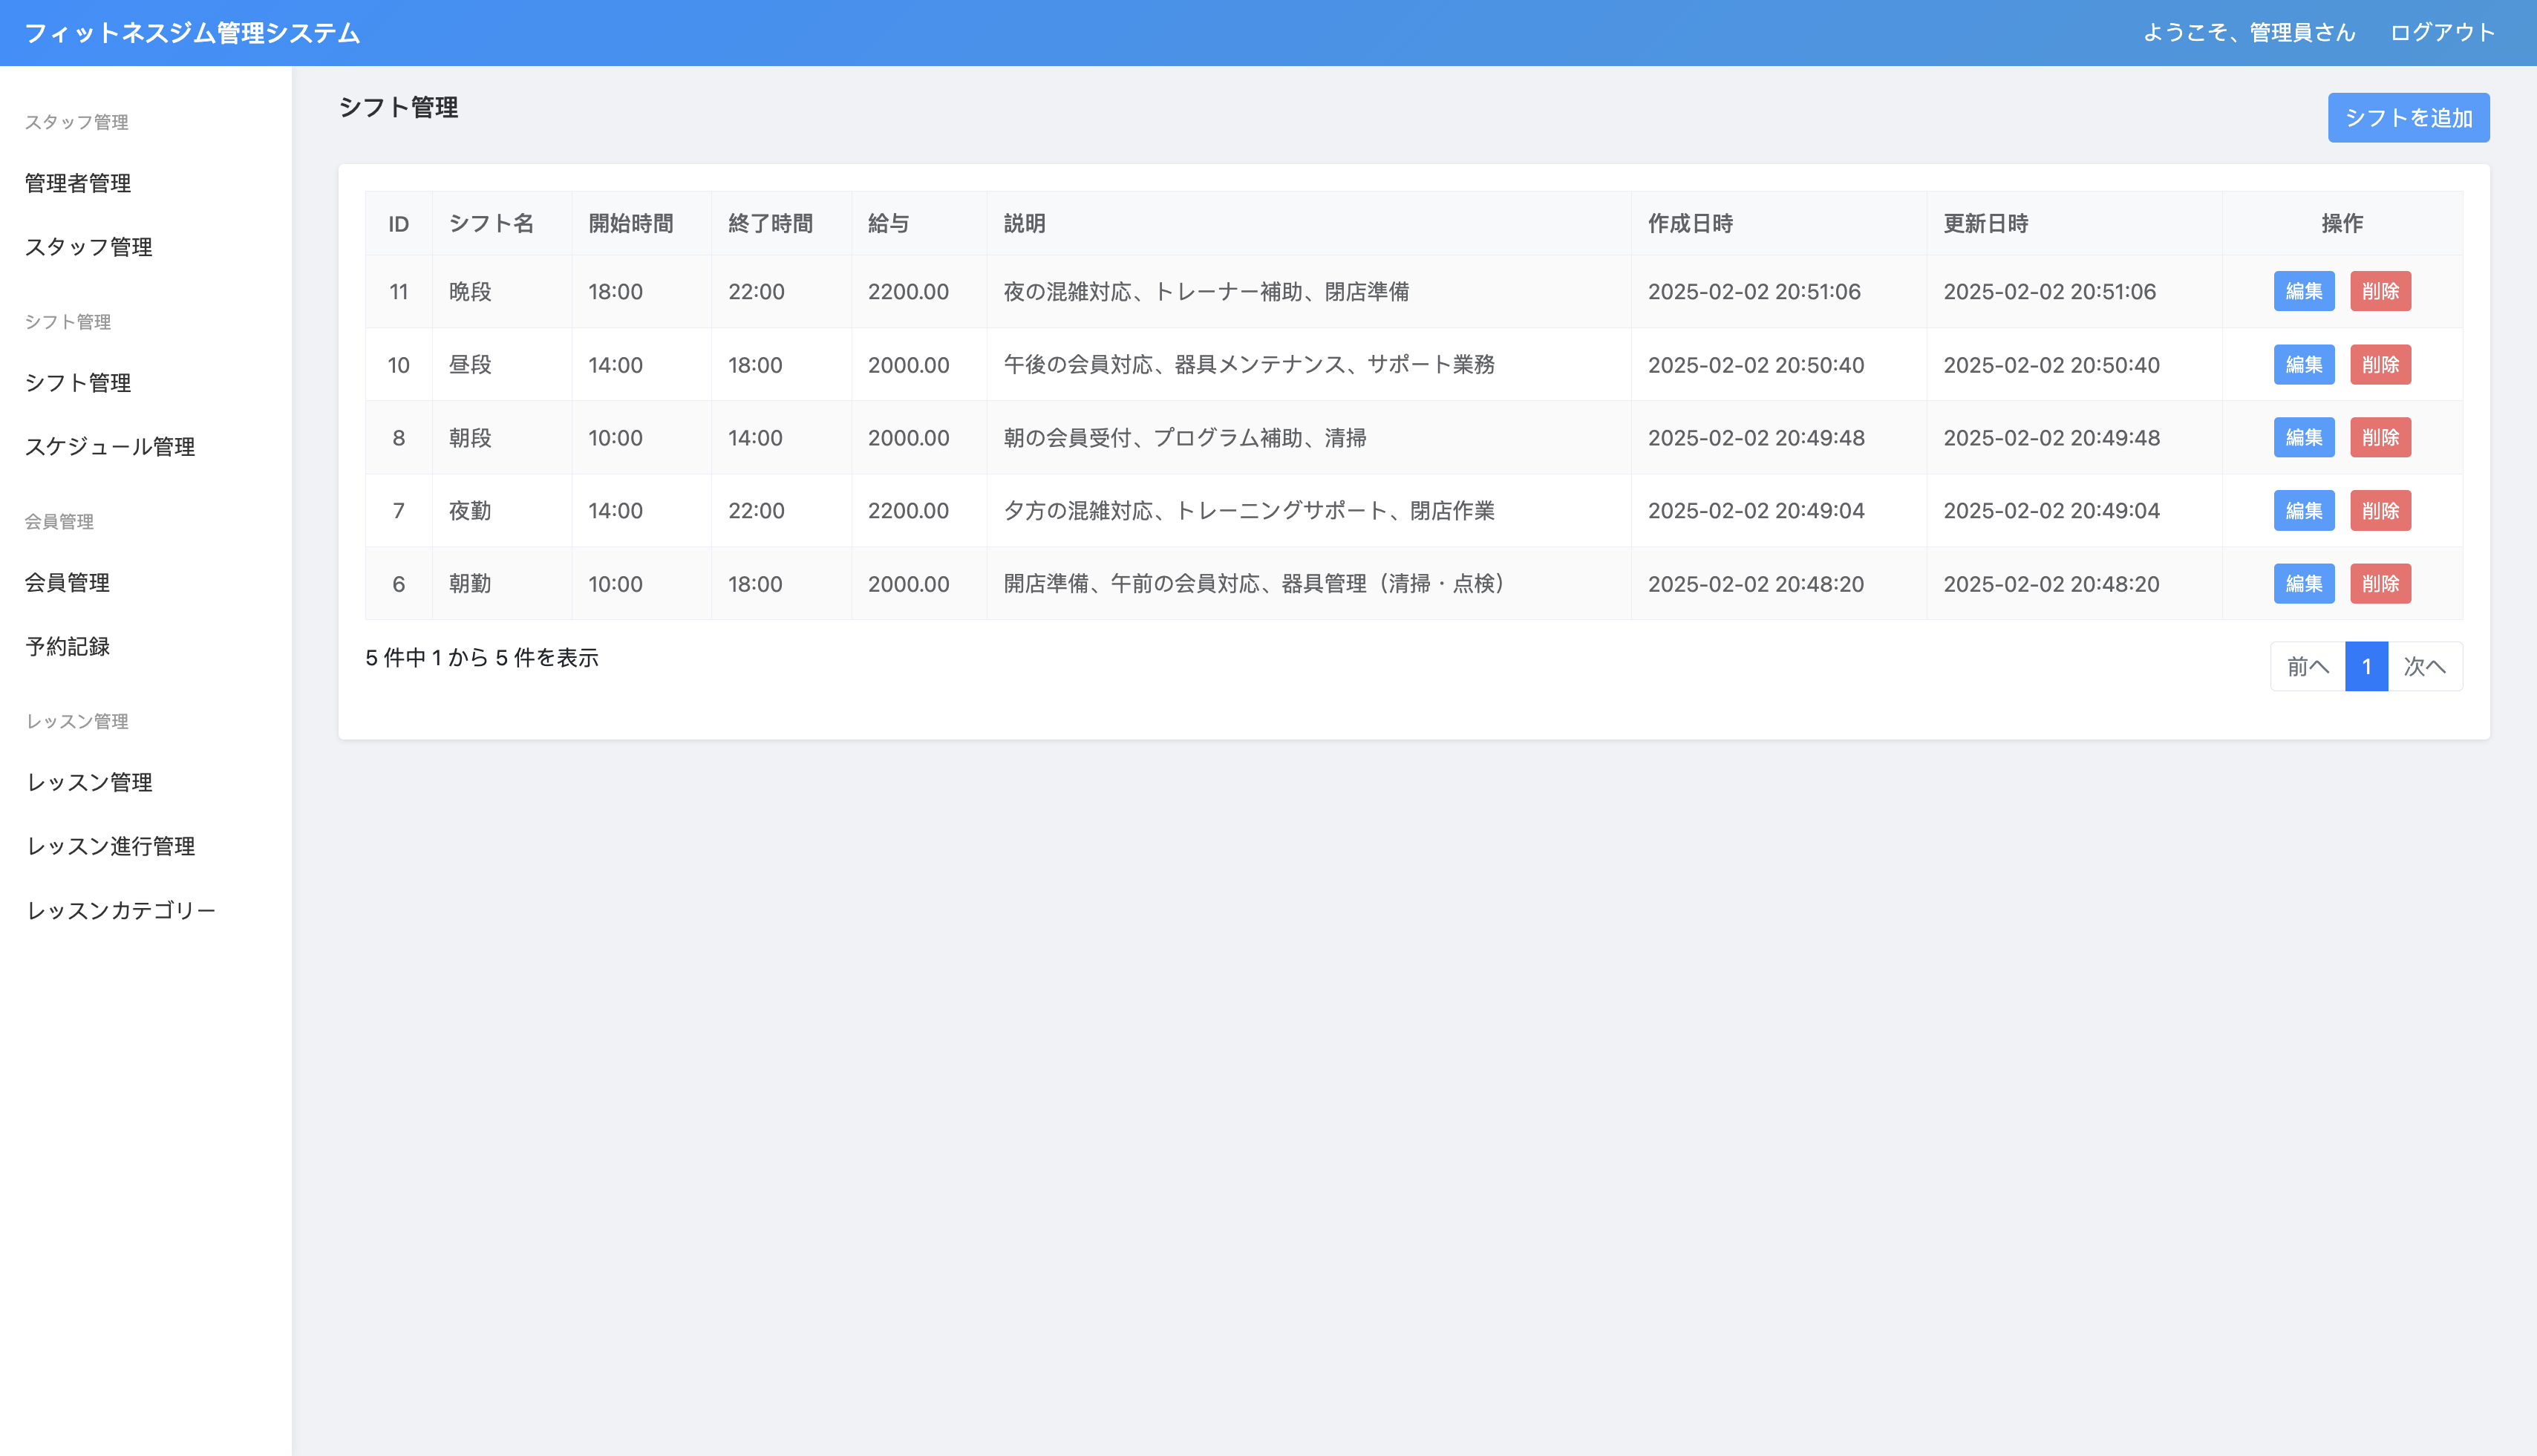 フィットネスジム管理システム
ようこそ、管理員さん ログアウト
スタッフ管理
管理者管理
スタッフ管理
シフト管理
シフト管理
スケジュール管理
会員管理
会員管理
予約記録
レッスン管理
レッスン管理
レッスン進行管理
レッスンカテゴリー
シフト管理
シフトを追加
ID シフト名 開始時間 終了時間 給与 説明 作成日時 更新日時 操作
11 晩段 18:00 22:00 2200.00 夜の混雑対応、トレーナー補助、閉店準備 2025-02-02 20:51:06 2025-02-02 20:51:06 編集 削除
10 昼段 14:00 18:00 2000.00 午後の会員対応、器具メンテナンス、サポート業務 2025-02-02 20:50:40 2025-02-02 20:50:40 編集 削除
8 朝段 10:00 14:00 2000.00 朝の会員受付、プログラム補助、清掃 2025-02-02 20:49:48 2025-02-02 20:49:48 編集 削除
7 夜勤 14:00 22:00 2200.00 夕方の混雑対応、トレーニングサポート、閉店作業 2025-02-02 20:49:04 2025-02-02 20:49:04 編集 削除
6 朝勤 10:00 18:00 2000.00 開店準備、午前の会員対応、器具管理（清掃・点検） 2025-02-02 20:48:20 2025-02-02 20:48:20 編集 削除
5 件中 1 から 5 件を表示
前へ 1 次へ